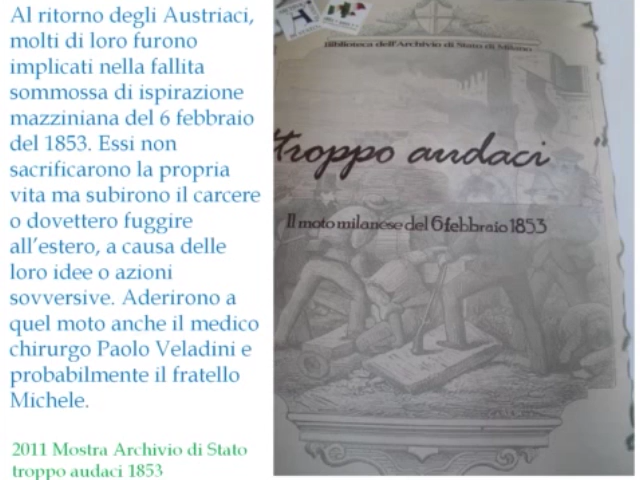 Al ritorno degli Austriaci,
molti di loro furono
implicati nella fallita
sommossa di ispirazione
mazziniana del 6 febbraio
del 1853. Essi non
sacrificarono la propria
vita ma subirono il carcere
o dovettero fuggire
all'estero, a causa delle
loro idee o azioni
sovversive. Aderirono a
quel moto anche il medico
chirurgo Paolo Veladini e
probabilmente il fratello
Michele.
2011 Mostra Archivio di Stato
troppo audaci 1853
Biblioteca dell'Archivio di Stato di Milano
troppo audaci
Il moto milanese del 6 febbraio 1853